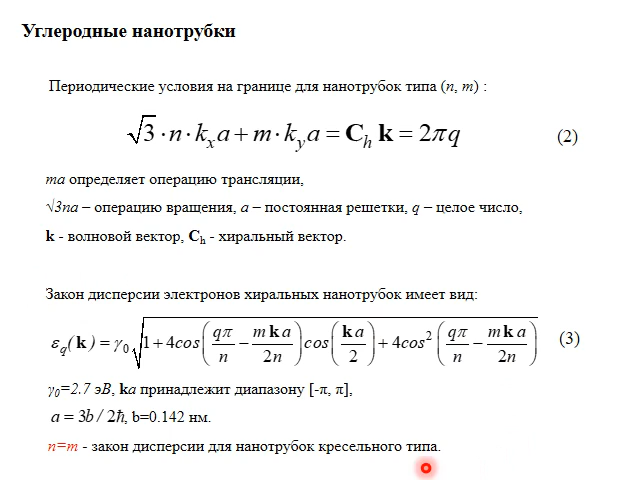 Углеродные нанотрубки
Периодические условия на границе для нанотрубок типа (n, m) :
√3·n·kₓa+m·k_y a=C_h k=2πq (2)
ma определяет операцию трансляции,
√3na – операцию вращения, a – постоянная решетки, q – целое число,
k - волновой вектор, C_h - хиральный вектор.
Закон дисперсии электронов хиральных нанотрубок имеет вид:
ε_q(k)=γ₀√(1+4cos(qπ/n − mka/2n)cos(ka/2)+4cos²(qπ/n − mka/2n)) (3)
γ₀=2.7 эВ, ka принадлежит диапазону [-π, π],
a = 3b / 2ħ, b=0.142 нм.
n=m - закон дисперсии для нанотрубок кресельного типа.